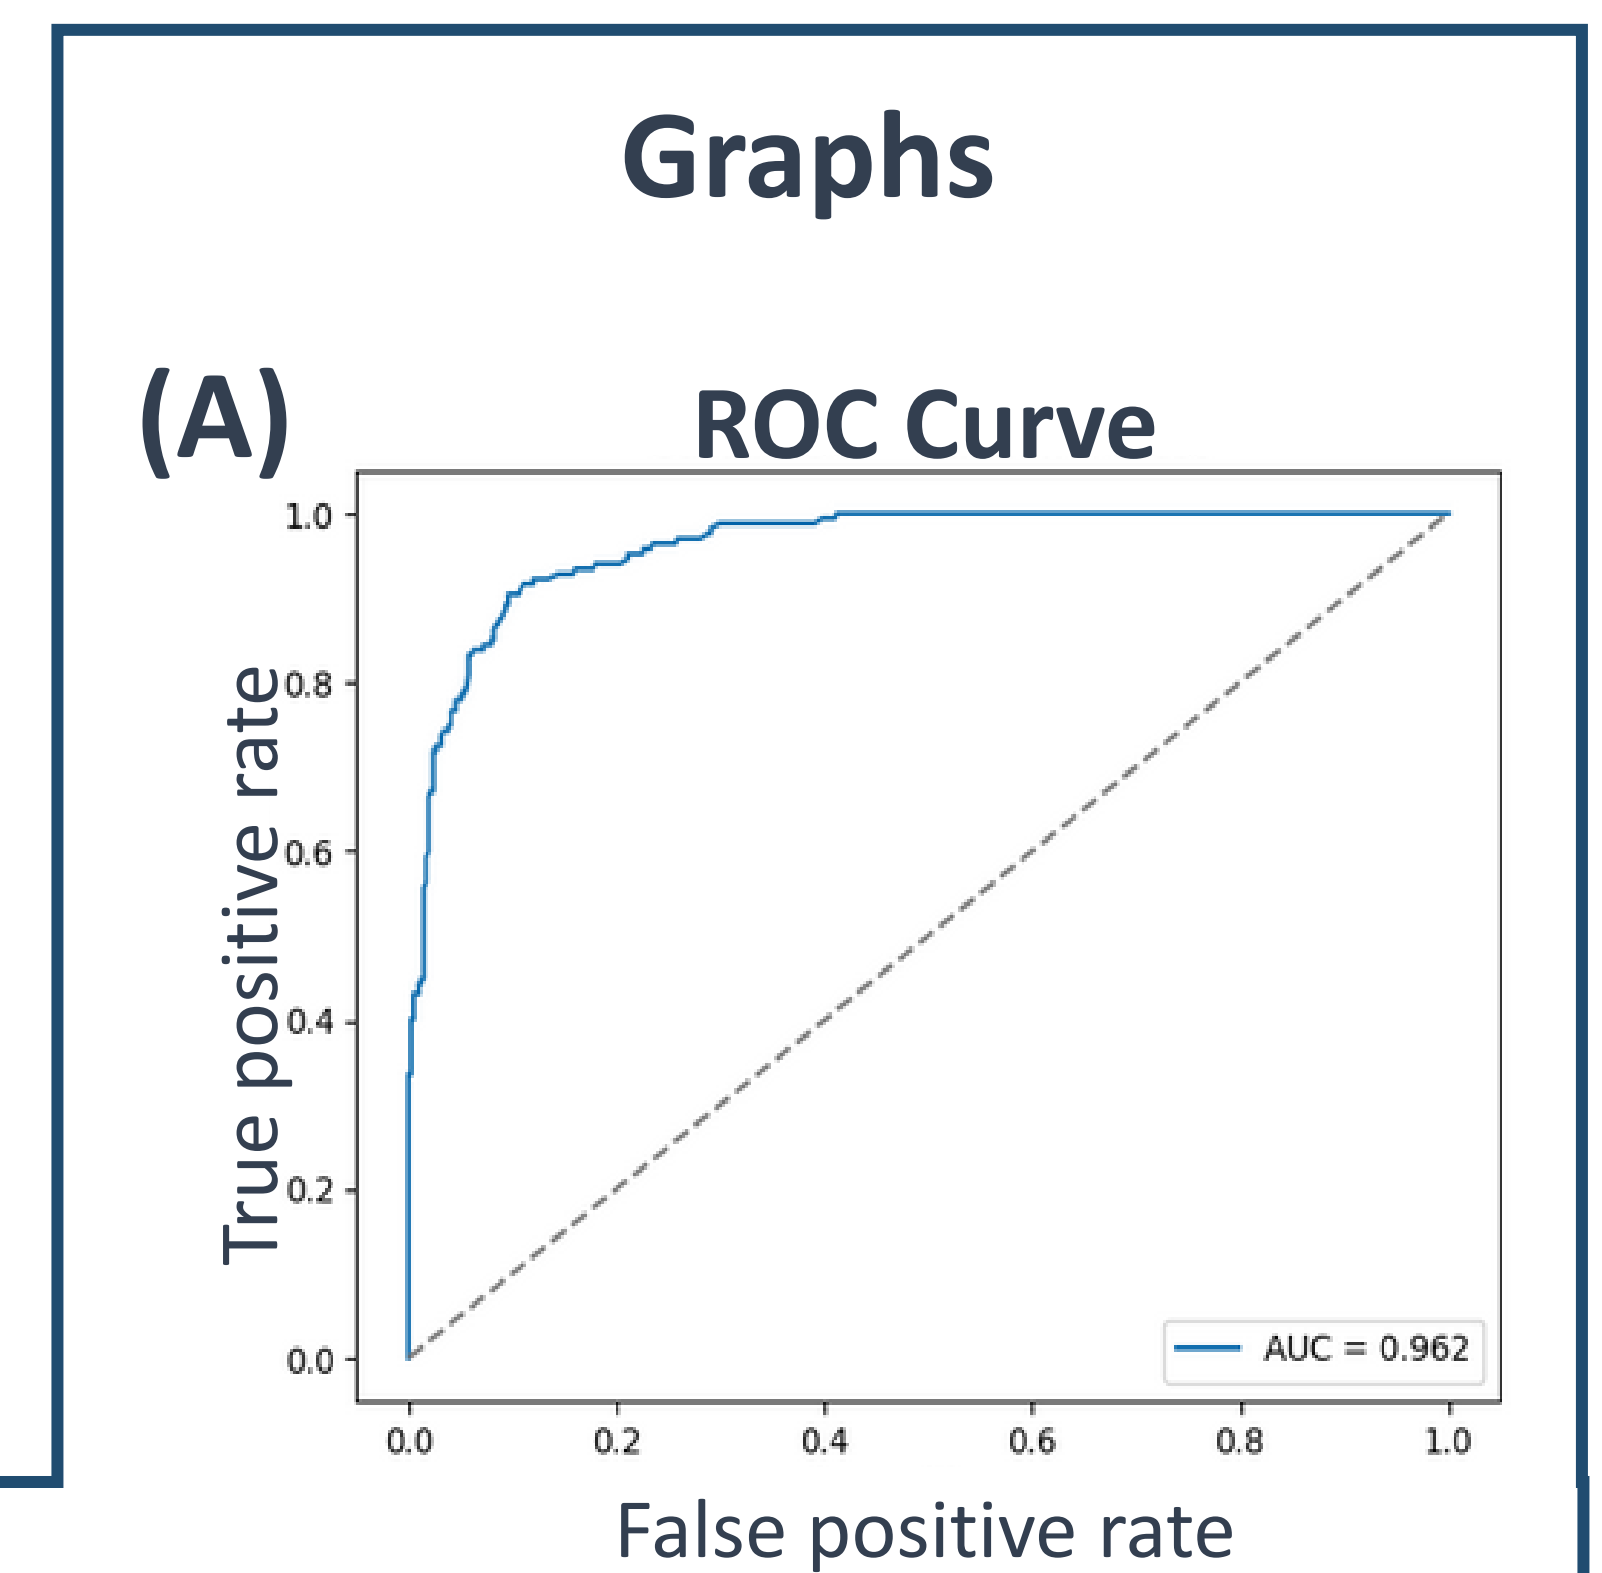 Graphs
(A)
ROC Curve
True positive rate
1.0
0.8
0.6
0.4
0.2
0.0
AUC = 0.962
0.0 0.2 0.4 0.6 0.8 1.0
False positive rate